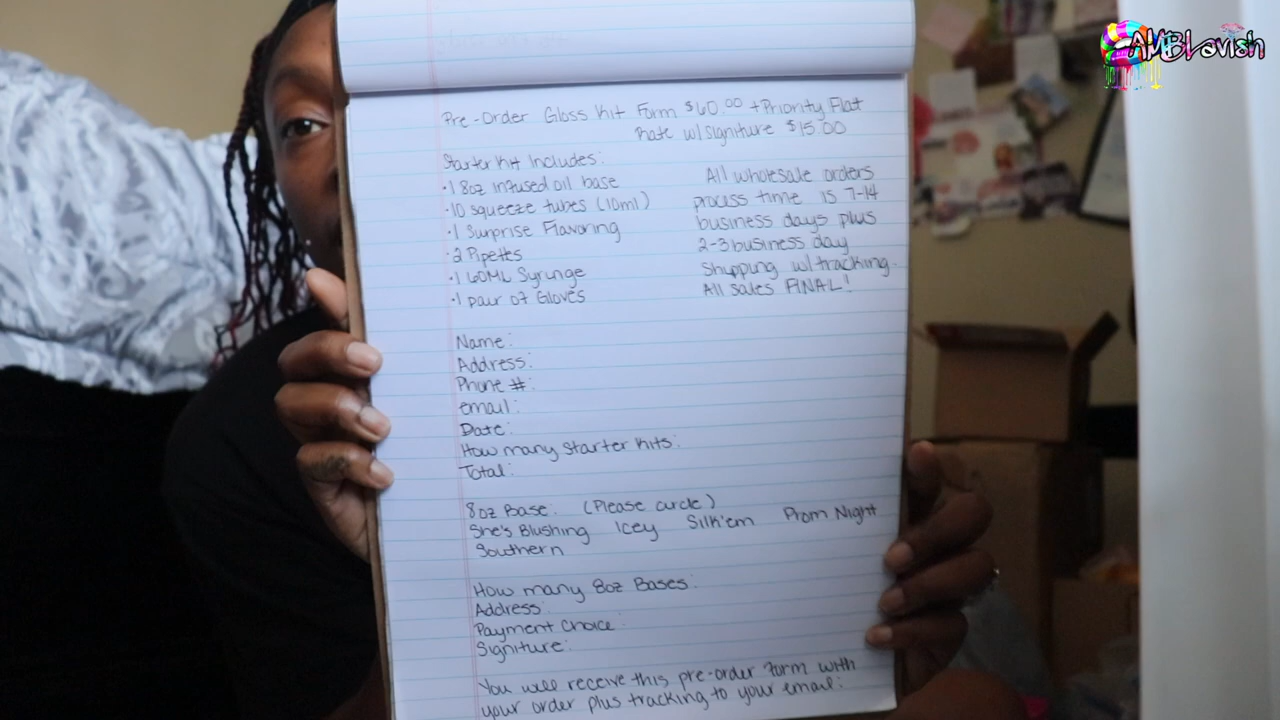 AMBLavish
Pre-Order Gloss Kit Form $60.00 + Priority Flat
Rate w/ Signiture $15.00
Starter Kit Includes:
·1 8oz infused oil base
·10 squeeze tubes (10ml)
·1 Surprise Flavoring
·2 Pipetts
·1 60ML Syringe
·1 pair of Gloves
All wholesale orders
process time is 7-14
business days plus
2-3 business day
Shipping w/ tracking.
All Sales FINAL!
Name:
Address:
Phone #:
email:
Date:
How many Starter Kits:
Total:
8oz Base: (Please circle)
She's Blushing Icey Silk'em Prom Night
Southern
How many 8oz Bases:
Address:
Payment Choice:
Signiture:
You will receive this pre-order form with
your order plus tracking to your email: